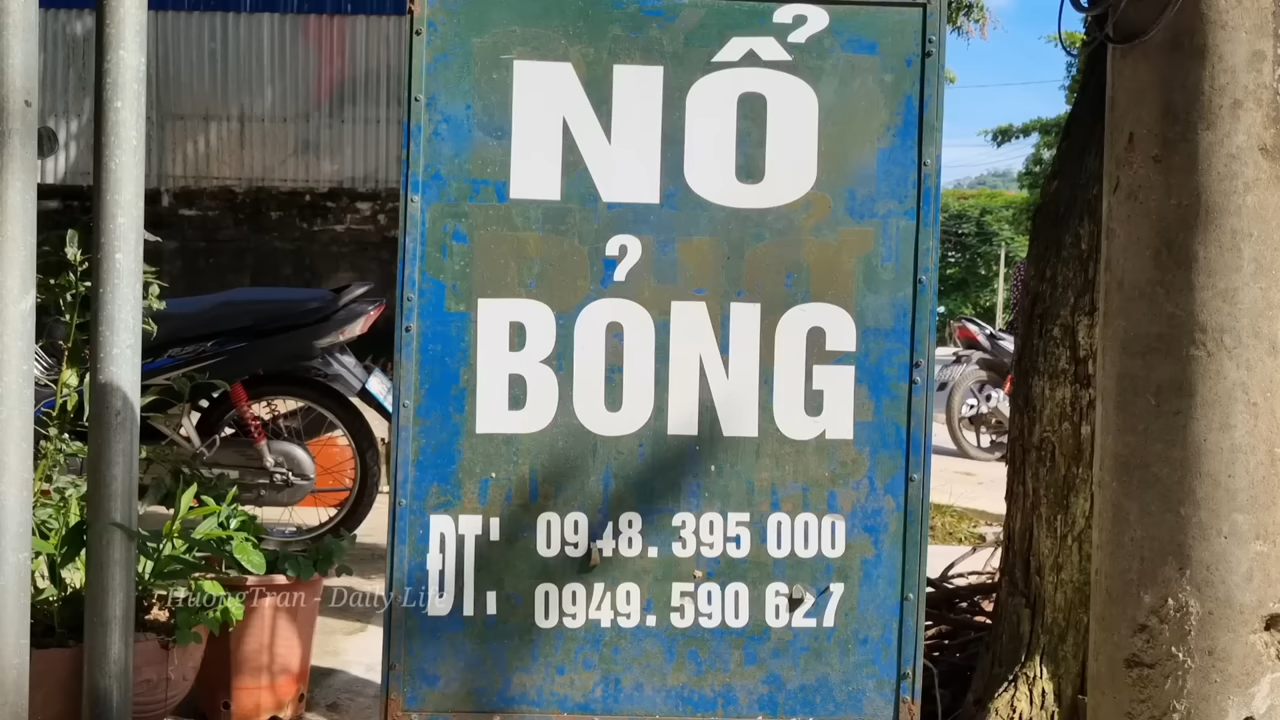 NỔ
BỎNG
ĐT: 0948. 395 000
0949. 590 627
HuongTran - Daily Life